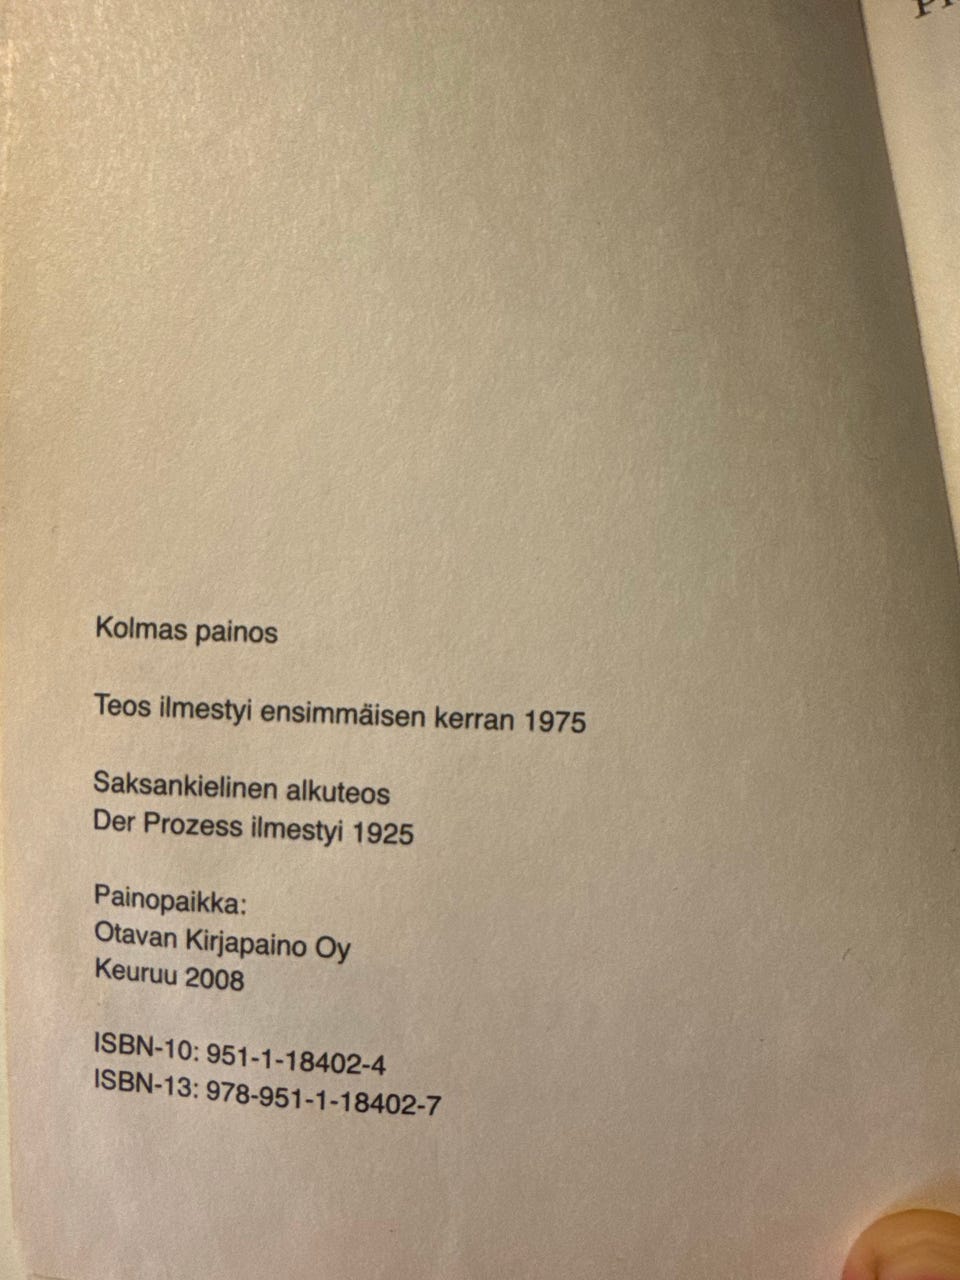 Kolmas painos
Teos ilmestyi ensimmäisen kerran 1975
Saksankielinen alkuteos
Der Prozess ilmestyi 1925
Painopaikka:
Otavan Kirjapaino Oy
Keuruu 2008
ISBN-10: 951-1-18402-4
ISBN-13: 978-951-1-18402-7